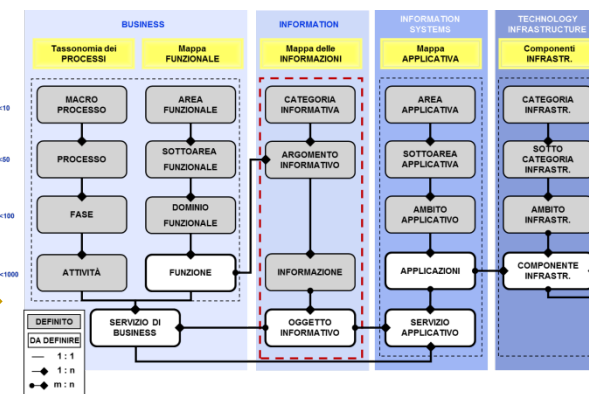 BUSINESS
INFORMATION
INFORMATION
SYSTEMS
TECHNOLOGY
INFRASTRUCTURE
Tassonomia dei
PROCESSI
Mappa
FUNZIONALE
Mappa delle
INFORMAZIONI
Mappa
APPLICATIVA
Componenti
INFRASTR.
<10
MACRO
PROCESSO
AREA
FUNZIONALE
CATEGORIA
INFORMATIVA
AREA
APPLICATIVA
CATEGORIA
INFRASTR.
<50
PROCESSO
SOTTOAREA
FUNZIONALE
ARGOMENTO
INFORMATIVO
SOTTOAREA
APPLICATIVA
SOTTO
CATEGORIA
INFRASTR.
<100
FASE
DOMINIO
FUNZIONALE
AMBITO
APPLICATIVO
AMBITO
INFRASTR.
<1000
ATTIVITÀ
FUNZIONE
INFORMAZIONE
APPLICAZIONI
COMPONENTE
INFRASTR.
SERVIZIO DI
BUSINESS
OGGETTO
INFORMATIVO
SERVIZIO
APPLICATIVO
DEFINITO
DA DEFINIRE
1 : 1
1 : n
m : n